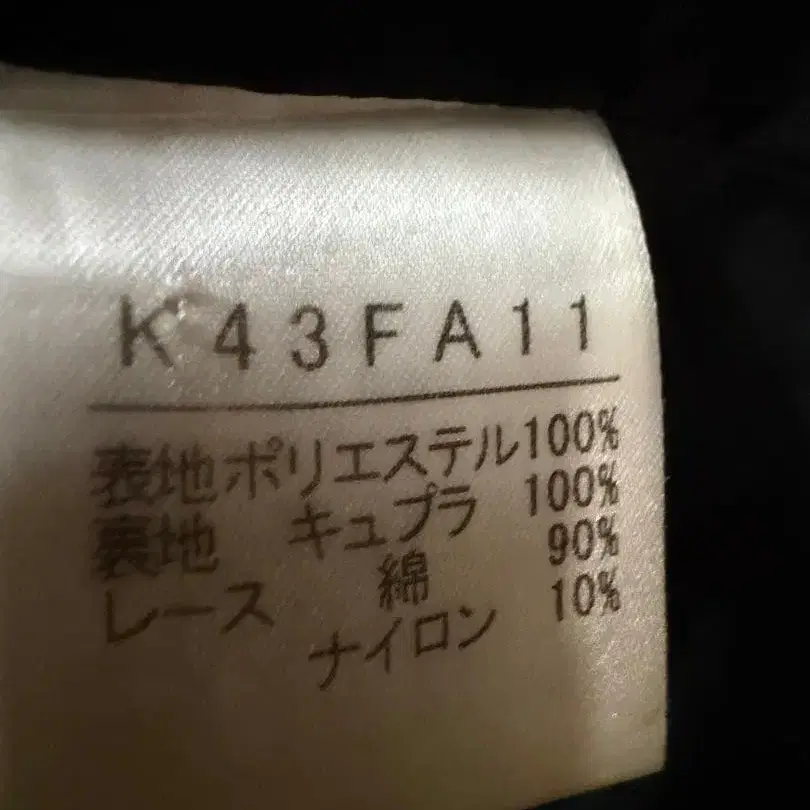 K43FA11
表地ポリエステル100%
裏地 キュプラ 100%
レース 綿 90%
ナイロン 10%